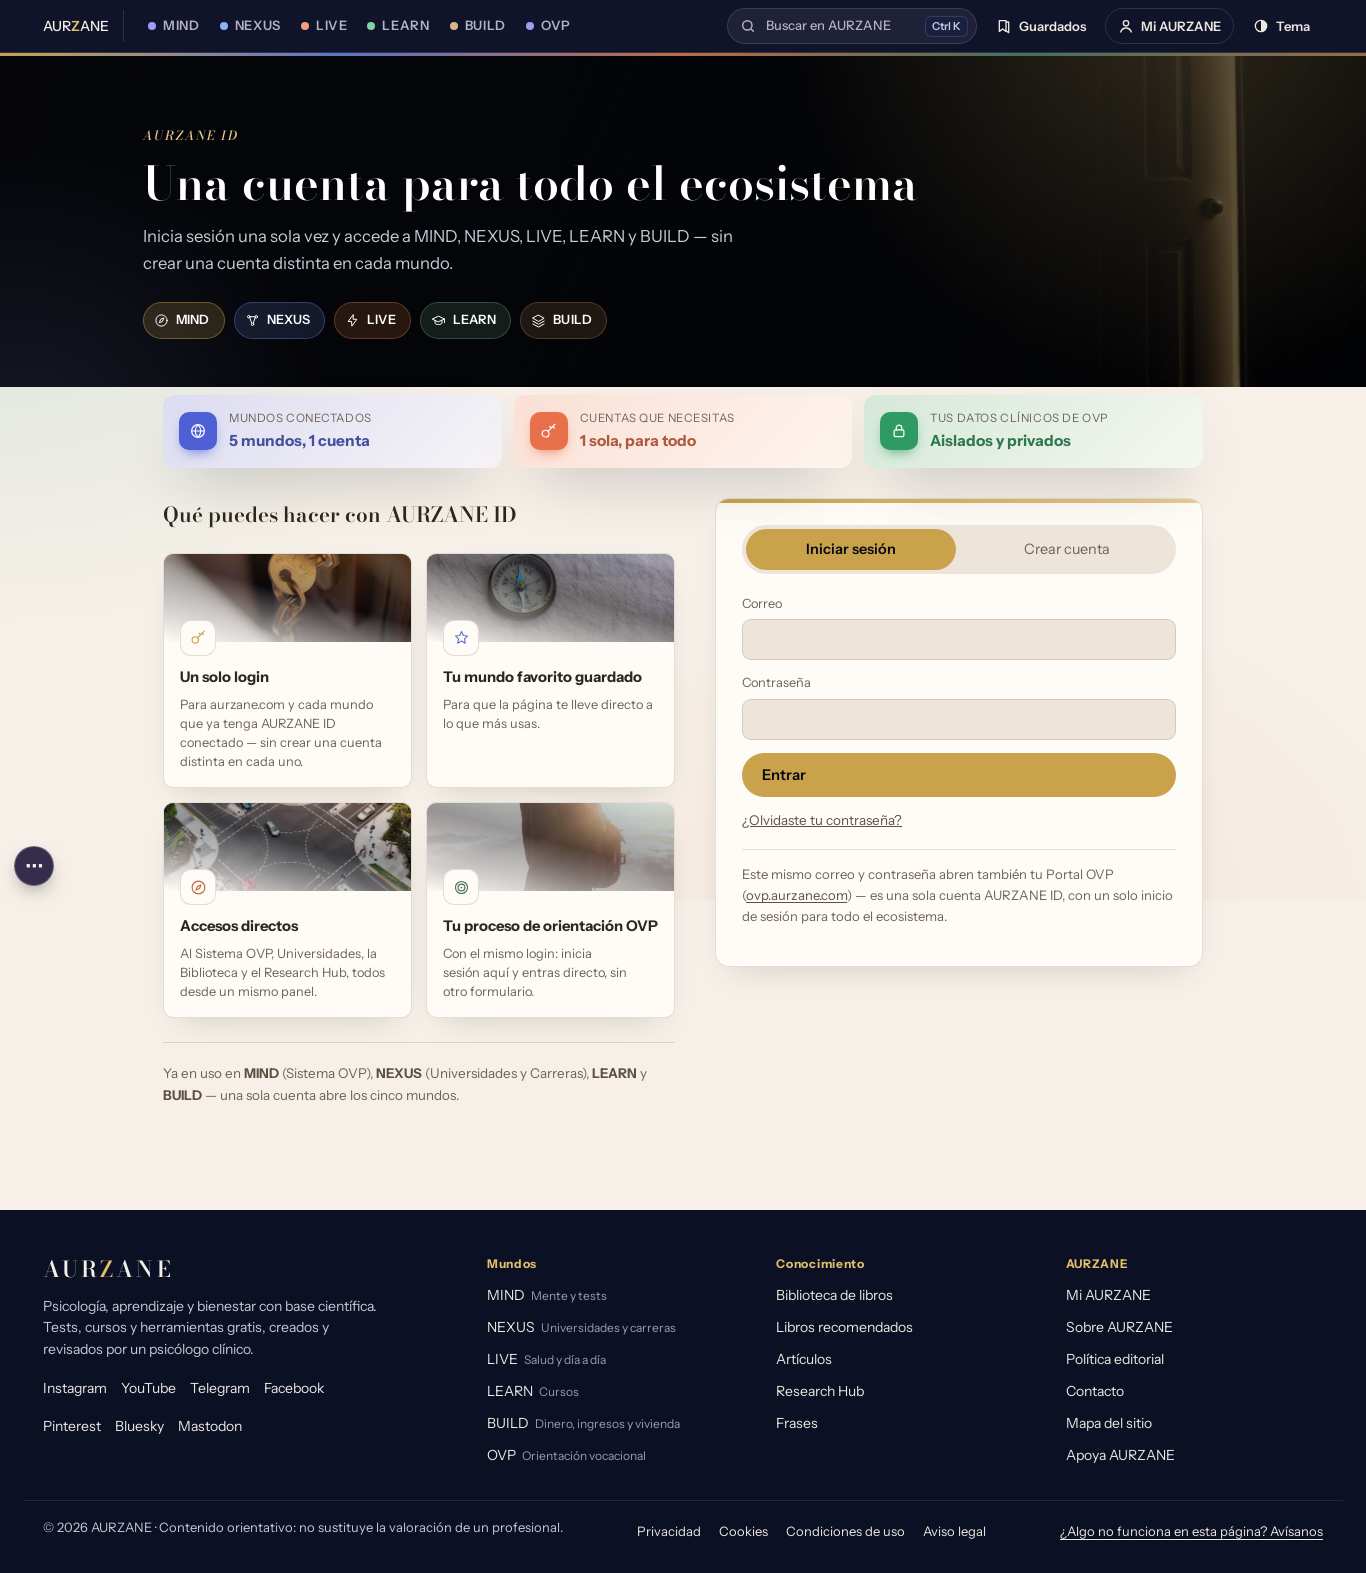 AURZANE
MIND
NEXUS
LIVE
LEARN
BUILD
OVP
Buscar en AURZANE
Ctrl K
Guardados
Mi AURZANE
Tema
AURZANE ID
Una cuenta para todo el ecosistema
Inicia sesión una sola vez y accede a MIND, NEXUS, LIVE, LEARN y BUILD — sin
crear una cuenta distinta en cada mundo.
MIND
NEXUS
LIVE
LEARN
BUILD
MUNDOS CONECTADOS
5 mundos, 1 cuenta
CUENTAS QUE NECESITAS
1 sola, para todo
TUS DATOS CLÍNICOS DE OVP
Aislados y privados
Qué puedes hacer con AURZANE ID
Un solo login
Para aurzane.com y cada mundo
que ya tenga AURZANE ID
conectado — sin crear una cuenta
distinta en cada uno.
Tu mundo favorito guardado
Para que la página te lleve directo a
lo que más usas.
Accesos directos
Al Sistema OVP, Universidades, la
Biblioteca y el Research Hub, todos
desde un mismo panel.
Tu proceso de orientación OVP
Con el mismo login: inicia
sesión aquí y entras directo, sin
otro formulario.
Ya en uso en MIND (Sistema OVP), NEXUS (Universidades y Carreras), LEARN y
BUILD — una sola cuenta abre los cinco mundos.
Iniciar sesión
Crear cuenta
Correo
Contraseña
Entrar
¿Olvidaste tu contraseña?
Este mismo correo y contraseña abren también tu Portal OVP
(ovp.aurzane.com) — es una sola cuenta AURZANE ID, con un solo inicio
de sesión para todo el ecosistema.
AURZANE
Psicología, aprendizaje y bienestar con base científica.
Tests, cursos y herramientas gratis, creados y
revisados por un psicólogo clínico.
Instagram YouTube Telegram Facebook
Pinterest Bluesky Mastodon
Mundos
MIND Mente y tests
NEXUS Universidades y carreras
LIVE Salud y día a día
LEARN Cursos
BUILD Dinero, ingresos y vivienda
OVP Orientación vocacional
Conocimiento
Biblioteca de libros
Libros recomendados
Artículos
Research Hub
Frases
AURZANE
Mi AURZANE
Sobre AURZANE
Política editorial
Contacto
Mapa del sitio
Apoya AURZANE
© 2026 AURZANE · Contenido orientativo: no sustituye la valoración de un profesional.
Privacidad Cookies Condiciones de uso Aviso legal
¿Algo no funciona en esta página? Avísanos